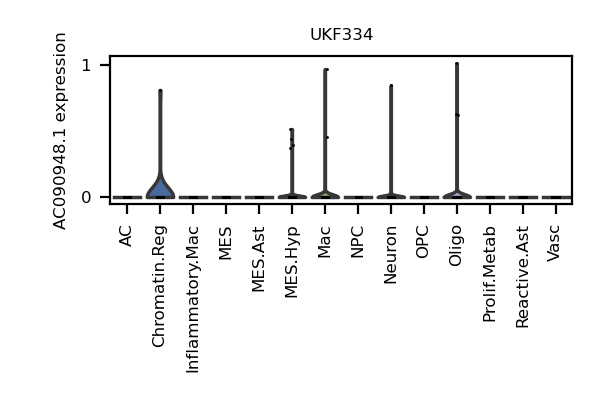 UKF334
AC090948.1 expression
1
0
AC
Chromatin.Reg
Inflammatory.Mac
MES
MES.Ast
MES.Hyp
Mac
NPC
Neuron
OPC
Oligo
Prolif.Metab
Reactive.Ast
Vasc